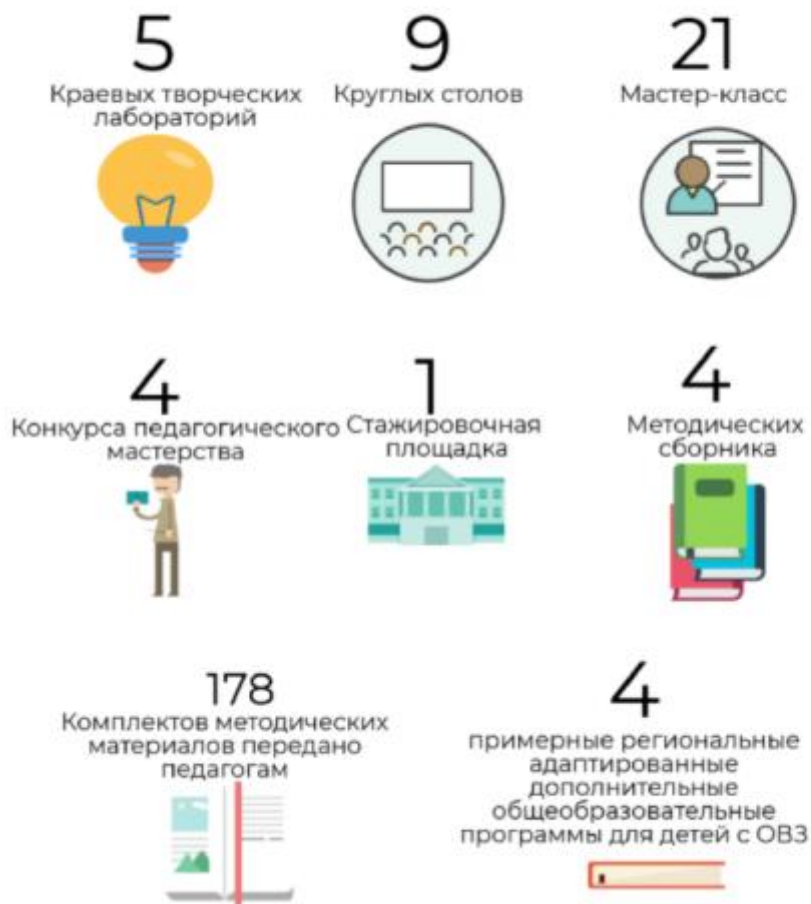 5
Краевых творческих
лабораторий
9
Круглых столов
21
Мастер-класс
4
Конкурса педагогического
мастерства
1
Стажировочная
площадка
4
Методических
сборника
178
Комплектов методических
материалов передано
педагогам
4
примерные региональные
адаптированные
дополнительные
общеобразовательные
программы для детей с ОВЗ